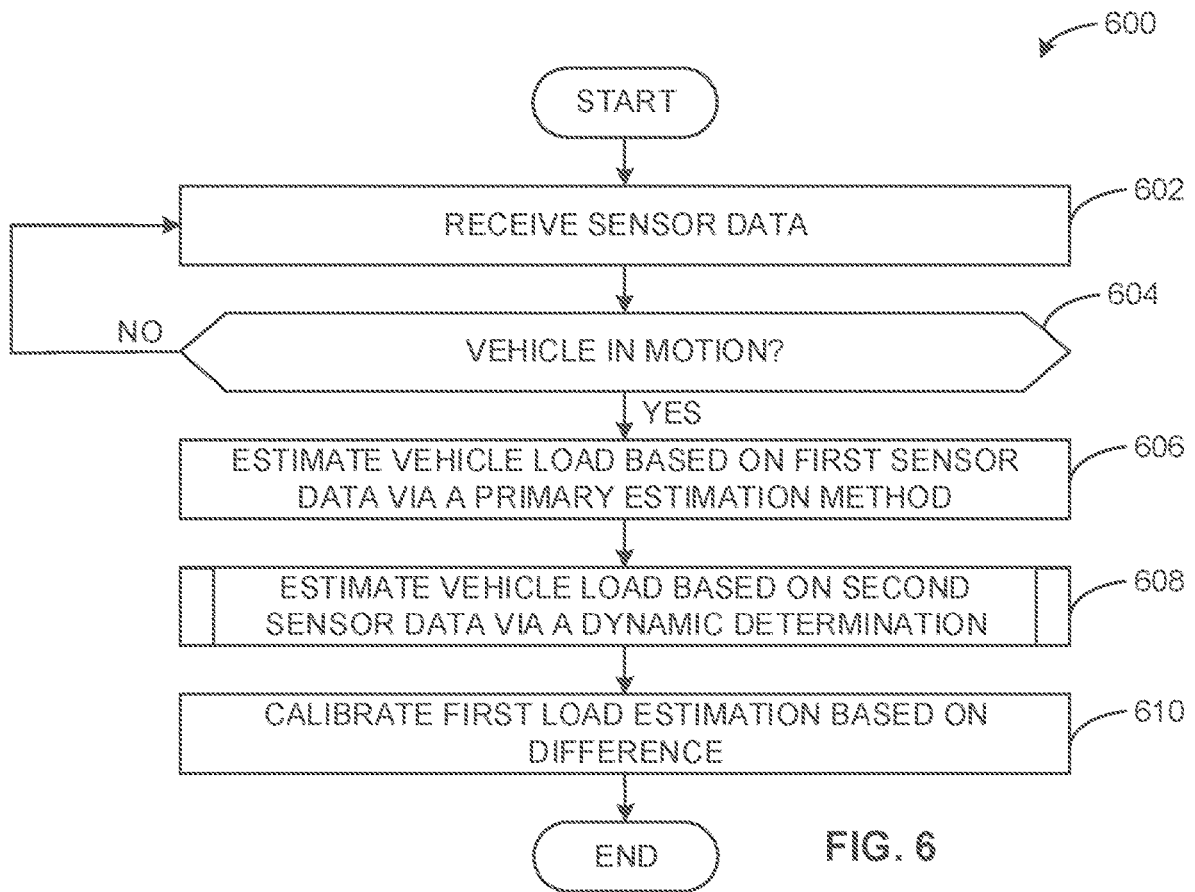 600
START
RECEIVE SENSOR DATA
602
VEHICLE IN MOTION?
604
NO
YES
ESTIMATE VEHICLE LOAD BASED ON FIRST SENSOR
DATA VIA A PRIMARY ESTIMATION METHOD
606
ESTIMATE VEHICLE LOAD BASED ON SECOND
SENSOR DATA VIA A DYNAMIC DETERMINATION
608
CALIBRATE FIRST LOAD ESTIMATION BASED ON
DIFFERENCE
610
END
FIG. 6